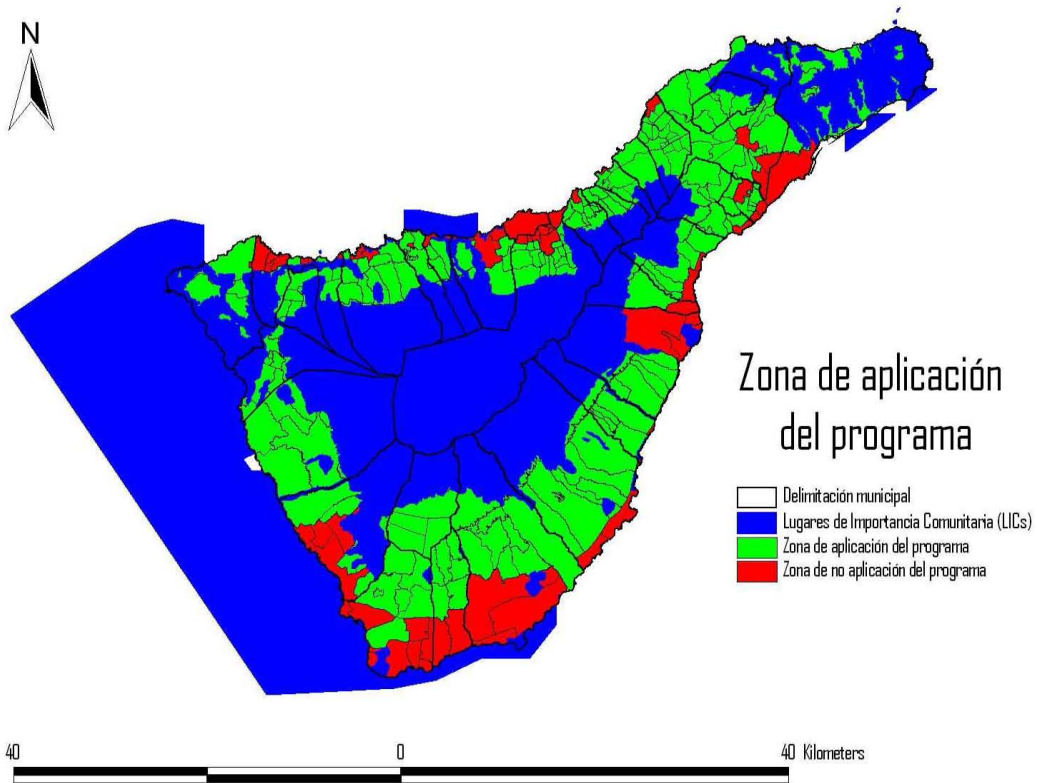 N
Zona de aplicación
del programa
Delimitación municipal
Lugares de Importancia Comunitaria (LICs)
Zona de aplicación del programa
Zona de no aplicación del programa
40 0 40 Kilometers